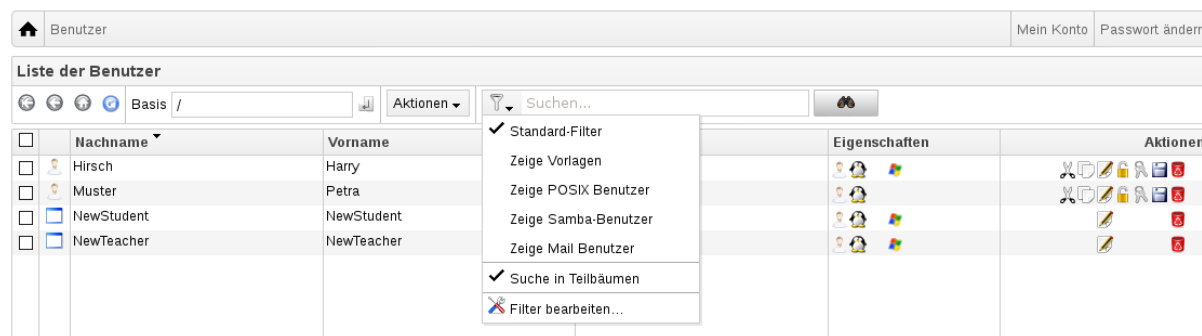 Benutzer Mein Konto Passwort ändern
Liste der Benutzer
Basis / Aktionen Suchen...
Nachname Vorname Eigenschaften Aktionen
Standard-Filter
Hirsch Harry
Zeige Vorlagen
Muster Petra
Zeige POSIX Benutzer
NewStudent NewStudent
Zeige Samba-Benutzer
NewTeacher NewTeacher
Zeige Mail Benutzer
Suche in Teilbäumen
Filter bearbeiten...